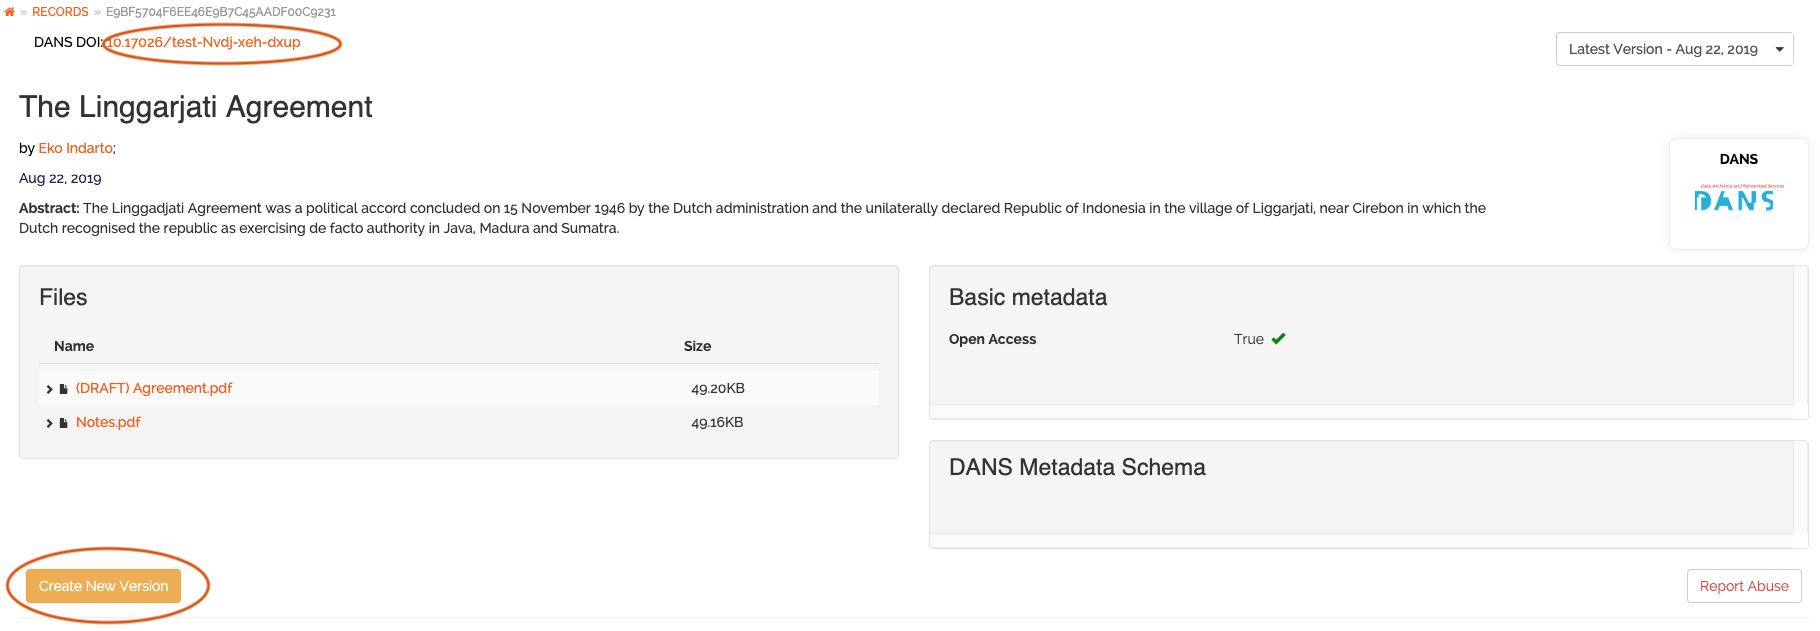 » RECORDS » E9BF5704F6EE46E9B7C45AADF00C9231
DANS DOI: 10.17026/test-Nvdj-xeh-dxup
Latest Version - Aug 22, 2019
The Linggarjati Agreement
by Eko Indarto;
Aug 22, 2019
DANS
Data Archiving and Networked Services
DANS
Abstract: The Linggadjati Agreement was a political accord concluded on 15 November 1946 by the Dutch administration and the unilaterally declared Republic of Indonesia in the village of Liggarjati, near Cirebon in which the
Dutch recognised the republic as exercising de facto authority in Java, Madura and Sumatra.
Files
Name Size
(DRAFT) Agreement.pdf 49.20KB
Notes.pdf 49.16KB
Basic metadata
Open Access True
DANS Metadata Schema
Create New Version
Report Abuse